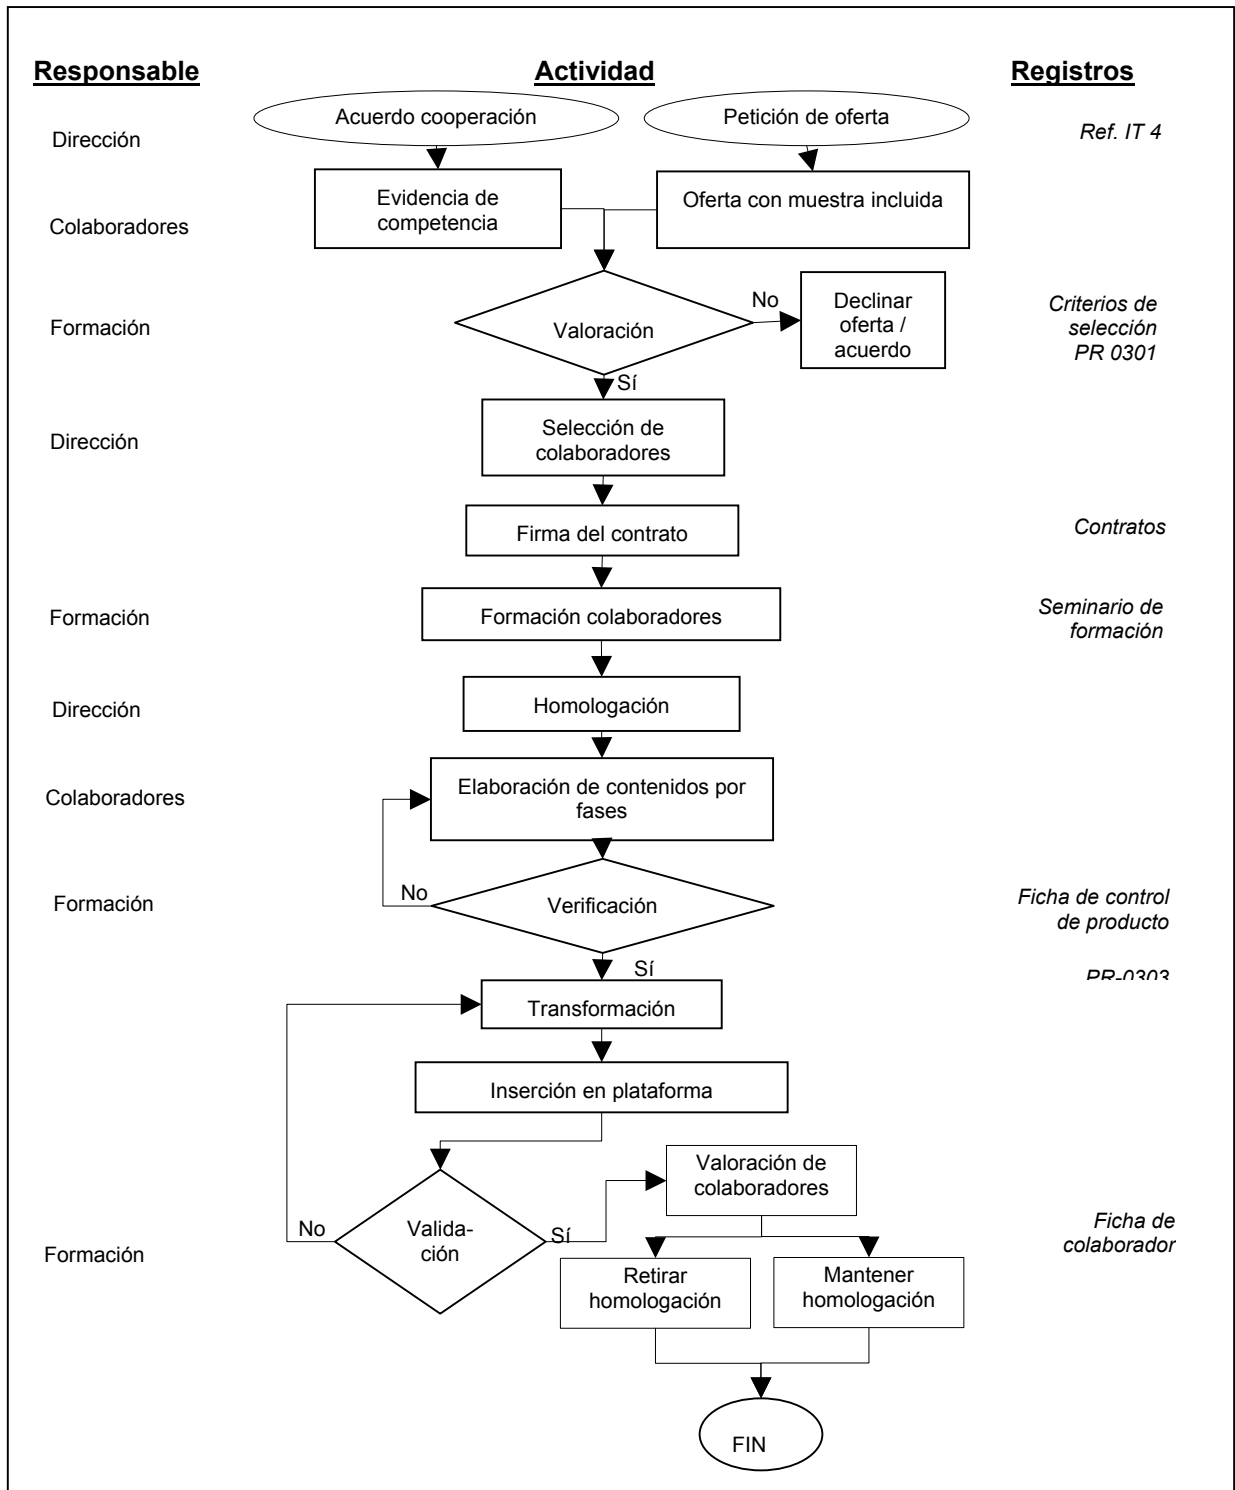 Responsable
Actividad
Registros
Acuerdo cooperación
Petición de oferta
Dirección
Ref. IT 4
Evidencia de
competencia
Oferta con muestra incluida
Colaboradores
Formación
Valoración
No
Declinar
oferta /
acuerdo
Criterios de
selección
PR 0301
Sí
Dirección
Selección de
colaboradores
Firma del contrato
Contratos
Formación
Formación colaboradores
Seminario de
formación
Dirección
Homologación
Colaboradores
Elaboración de contenidos por
fases
Formación
No
Verificación
Ficha de control
de producto
PR-0303
Sí
Transformación
Inserción en plataforma
Valoración de
colaboradores
Formación
No
Valida-
ción
Sí
Ficha de
colaborador
Retirar
homologación
Mantener
homologación
FIN